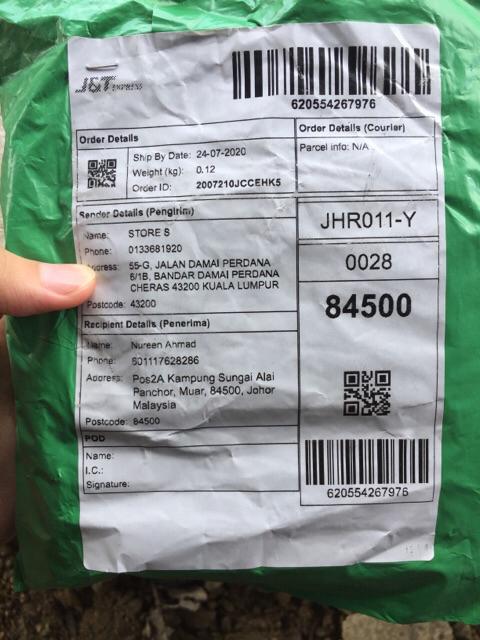 J&T EXPRESS
620554267976
Order Details
Ship By Date: 24-07-2020
Weight (kg): 0.12
Order ID: 2007210JCCEHK5
Order Details (Courier)
Parcel info: N/A
Sender Details (Pengirim)
Name: STORE S
Phone: 0133681920
Address: 55-G, JALAN DAMAI PERDANA
6/1B, BANDAR DAMAI PERDANA
CHERAS 43200 KUALA LUMPUR
Postcode: 43200
JHR011-Y
0028
84500
Recipient Details (Penerima)
Name: Nureen Ahmad
Phone: 601117628286
Address: Pos2A Kampung Sungai Alai
Panchor, Muar, 84500, Johor
Malaysia
Postcode: 84500
POD
Name:
I.C.:
Signature:
620554267976